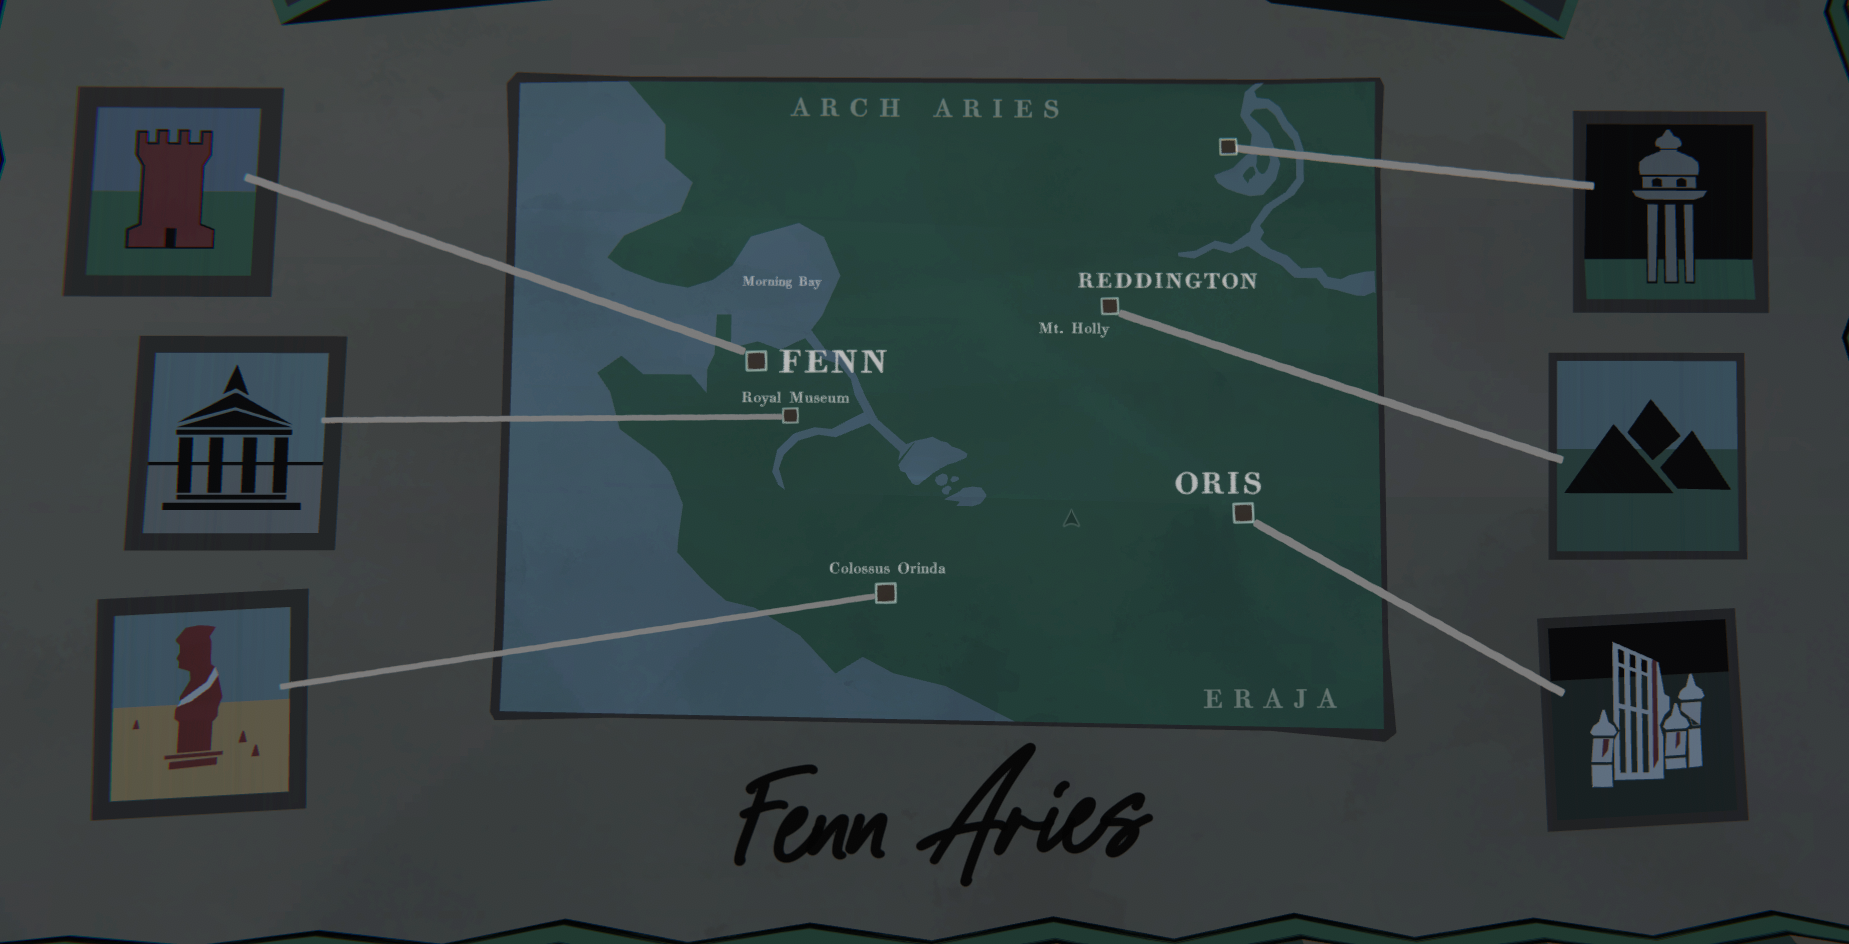 ARCH ARIES
Morning Bay
REDDINGTON
Mt. Holly
FENN
Royal Museum
ORIS
Colossus Orinda
ERAJA
Fenn Aries